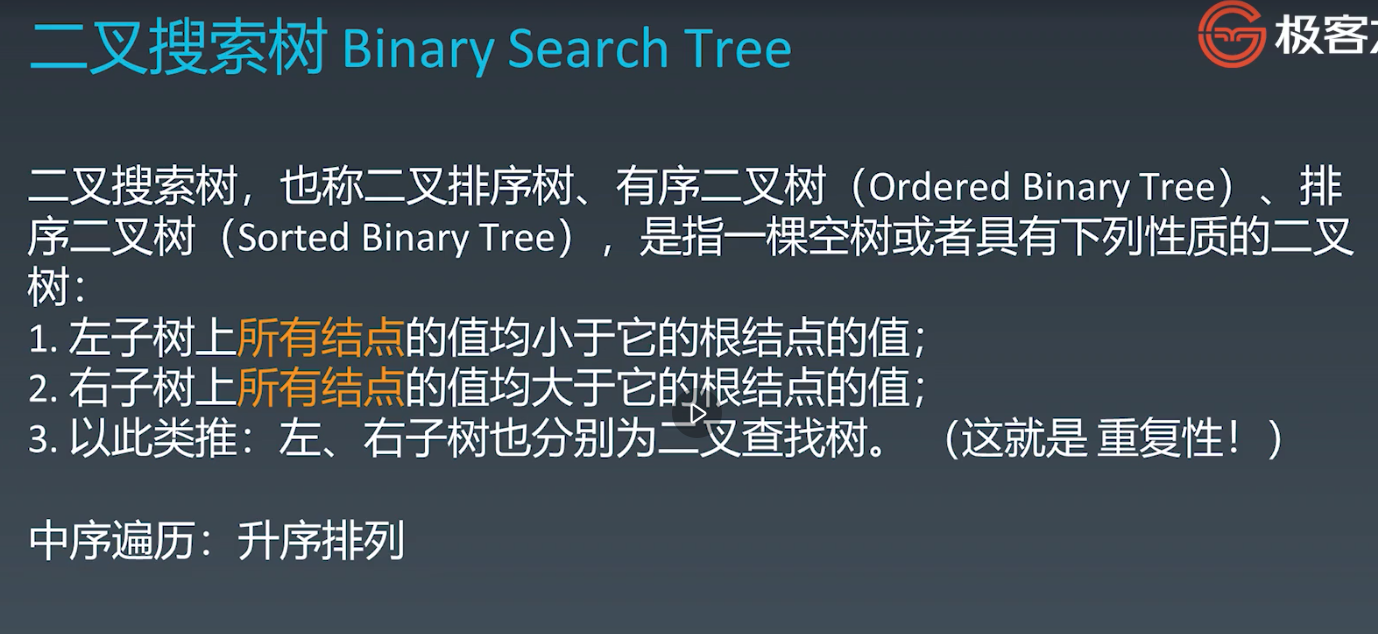 二叉搜索树 Binary Search Tree
极客
二叉搜索树，也称二叉排序树、有序二叉树（Ordered Binary Tree）、排
序二叉树（Sorted Binary Tree），是指一棵空树或者具有下列性质的二叉
树：
1. 左子树上所有结点的值均小于它的根结点的值；
2. 右子树上所有结点的值均大于它的根结点的值；
3. 以此类推：左、右子树也分别为二叉查找树。 （这就是 重复性！）
中序遍历：升序排列